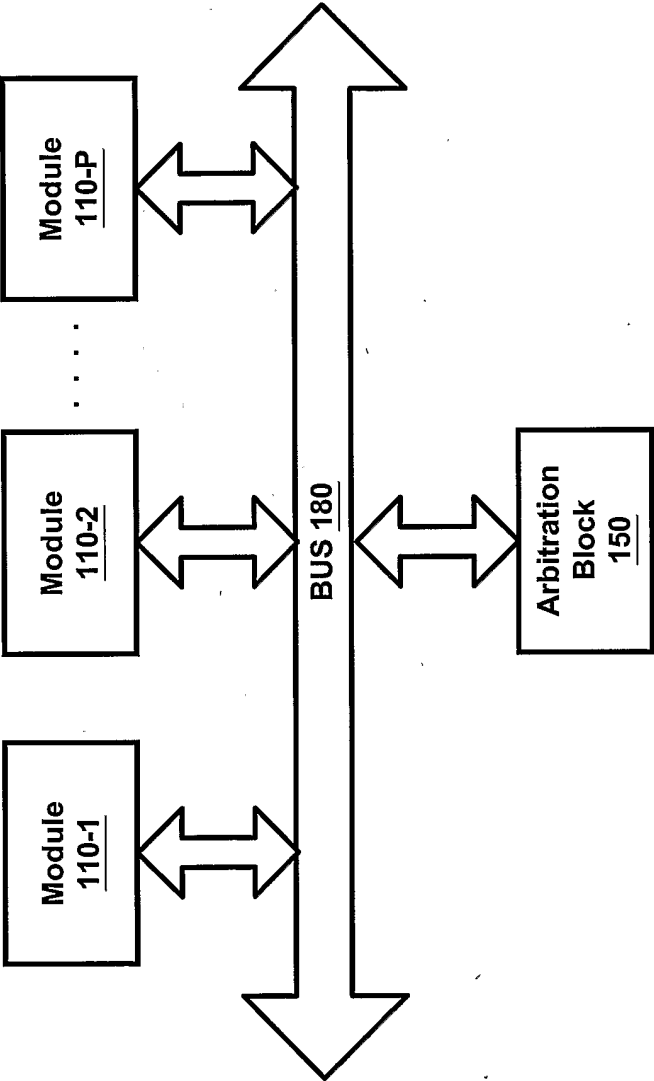 Module
110-1
Module
110-2
. . . .
Module
110-P
BUS 180
Arbitration
Block
150